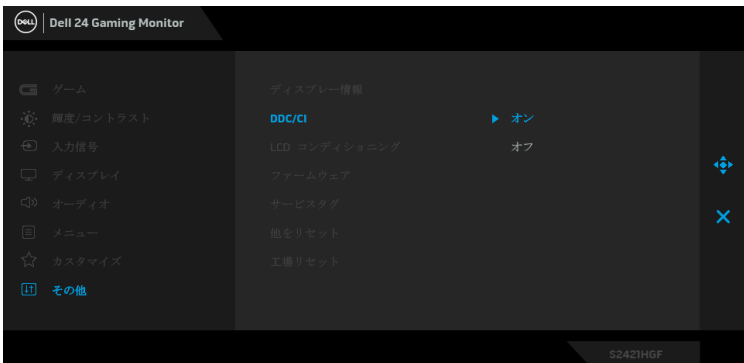 DELL Dell 24 Gaming Monitor
ゲーム
輝度/コントラスト
入力信号
ディスプレイ
オーディオ
メニュー
カスタマイズ
その他
ディスプレー情報
DDC/CI
LCD コンディショニング
ファームウェア
サービスタグ
他をリセット
工場リセット
オン
オフ
S2421HGF